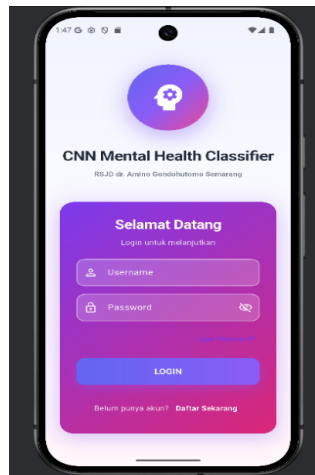 1:47 G
CNN Mental Health Classifier
RSJD dr. Amino Gondohutomo Semarang
Selamat Datang
Login untuk melanjutkan
Username
Password
LOGIN
Belum punya akun? Daftar Sekarang